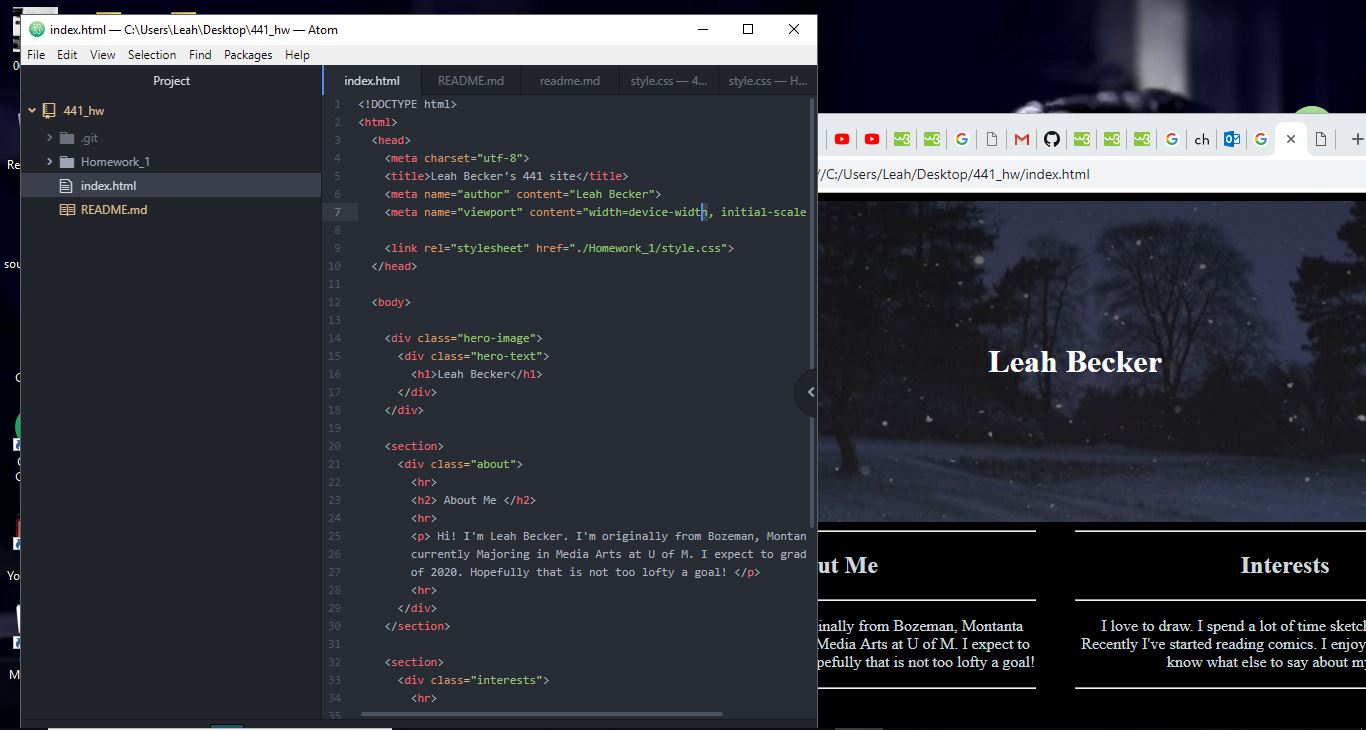 index.html — C:\Users\Leah\Desktop\441_hw — Atom
File Edit View Selection Find Packages Help
Project
441_hw
.git
Homework_1
index.html
README.md
index.html README.md readme.md style.css — 4... style.css — H...
1 <!DOCTYPE html>
2 <html>
3 <head>
4 <meta charset="utf-8">
5 <title>Leah Becker's 441 site</title>
6 <meta name="author" content="Leah Becker">
7 <meta name="viewport" content="width=device-width, initial-scale
8
9 <link rel="stylesheet" href="./Homework_1/style.css">
10 </head>
11
12 <body>
13
14 <div class="hero-image">
15 <div class="hero-text">
16 <h1>Leah Becker</h1>
17 </div>
18 </div>
19
20 <section>
21 <div class="about">
22 <hr>
23 <h2> About Me </h2>
24 <hr>
25 <p> Hi! I'm Leah Becker. I'm originally from Bozeman, Montan
26 currently Majoring in Media Arts at U of M. I expect to grad
27 of 2020. Hopefully that is not too lofty a goal! </p>
28 <hr>
29 </div>
30 </section>
31
32 <section>
33 <div class="interests">
34 <hr>
35
ch
//C:/Users/Leah/Desktop/441_hw/index.html
Leah Becker
ut Me
inally from Bozeman, Montanta
Media Arts at U of M. I expect to
pefully that is not too lofty a goal!
Interests
I love to draw. I spend a lot of time sketch
Recently I've started reading comics. I enjoy
know what else to say about my
Re
sou
Yo
M